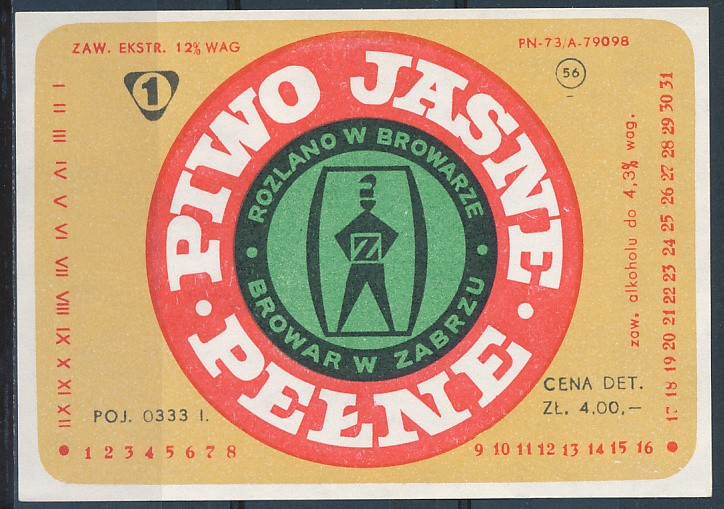 ZAW. EKSTR. 12% WAG
PN-73/A-79098
1
56
PIWO JASNE
PEŁNE
ROZLANO W BROWARZE
BROWAR W ZABRZU
Z
I II III IV V VI VII VIII IX X XI XII
zaw. alkoholu do 4,3% wag.
17 18 19 20 21 22 23 24 25 26 27 28 29 30 31
CENA DET.
ZŁ. 4,00,—
POJ. 0333 l.
1 2 3 4 5 6 7 8
9 10 11 12 13 14 15 16